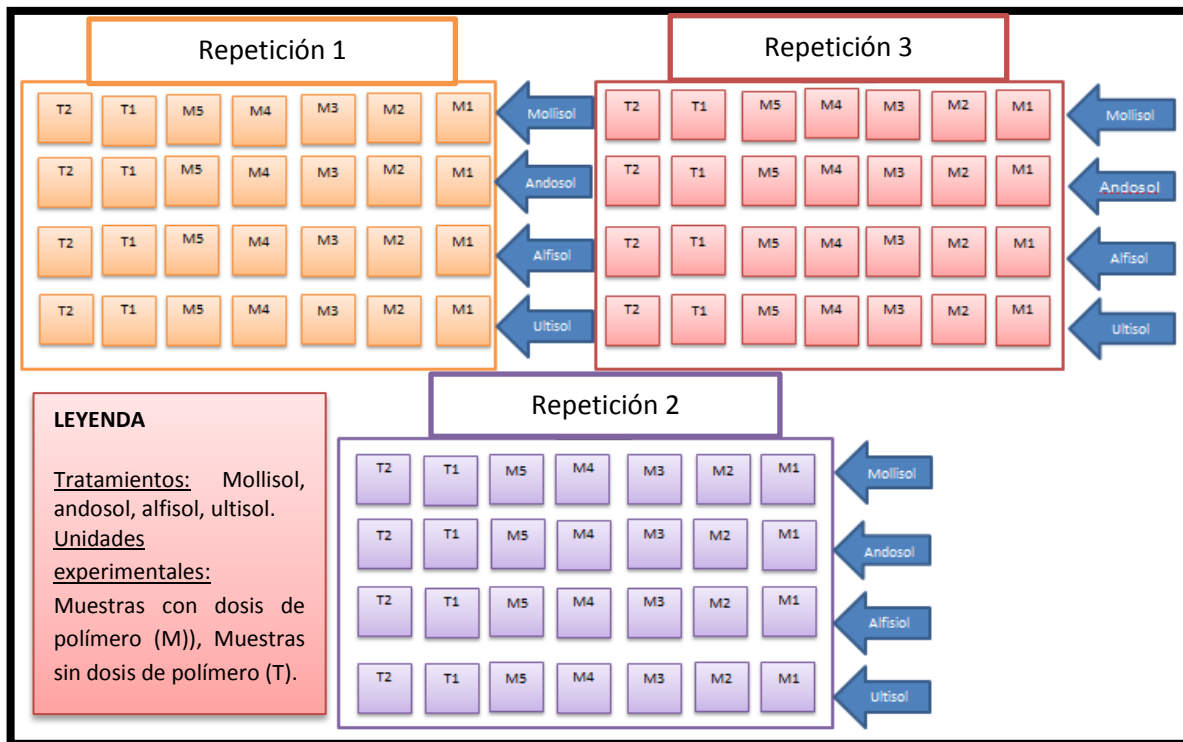 Repetición 1
T2 T1 M5 M4 M3 M2 M1 Mollisol
T2 T1 M5 M4 M3 M2 M1 Andosol
T2 T1 M5 M4 M3 M2 M1 Alfisol
T2 T1 M5 M4 M3 M2 M1 Ultisol
Repetición 3
T2 T1 M5 M4 M3 M2 M1 Mollisol
T2 T1 M5 M4 M3 M2 M1 Andosol
T2 T1 M5 M4 M3 M2 M1 Alfisol
T2 T1 M5 M4 M3 M2 M1 Ultisol
LEYENDA
Tratamientos: Mollisol,
andosol, alfisol, ultisol.
Unidades
experimentales:
Muestras con dosis de
polímero (M)), Muestras
sin dosis de polímero (T).
Repetición 2
T2 T1 M5 M4 M3 M2 M1 Mollisol
T2 T1 M5 M4 M3 M2 M1 Andosol
T2 T1 M5 M4 M3 M2 M1 Alfisiol
T2 T1 M5 M4 M3 M2 M1 Ultisol